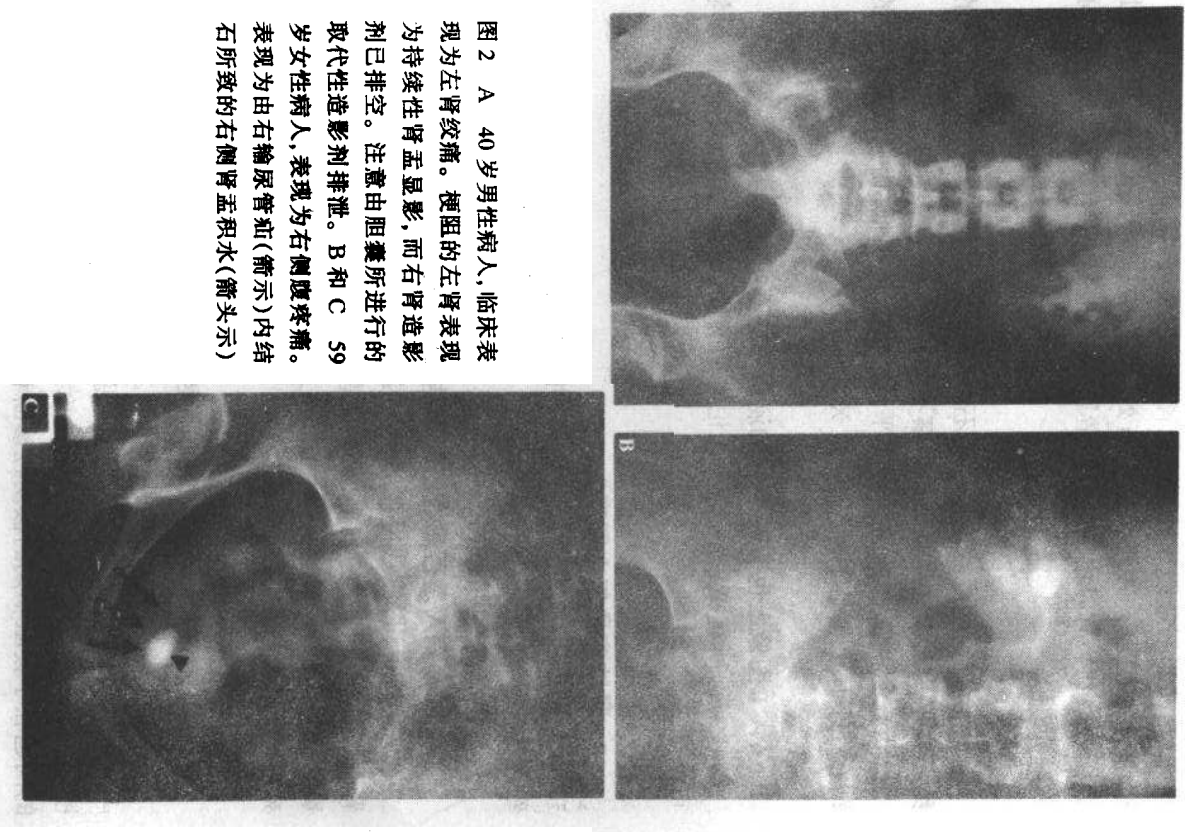 图2 A 40岁男性病人,临床表
现为左肾绞痛。梗阻的左肾表现
为持续性肾盂显影,而右肾造影
剂已排空。注意由胆囊所进行的
取代性造影剂排泄。B和C 59
岁女性病人,表现为右侧腹疼痛。
表现为由右输尿管疝(箭示)内结
石所致的右侧肾盂积水(箭头示)
B
C